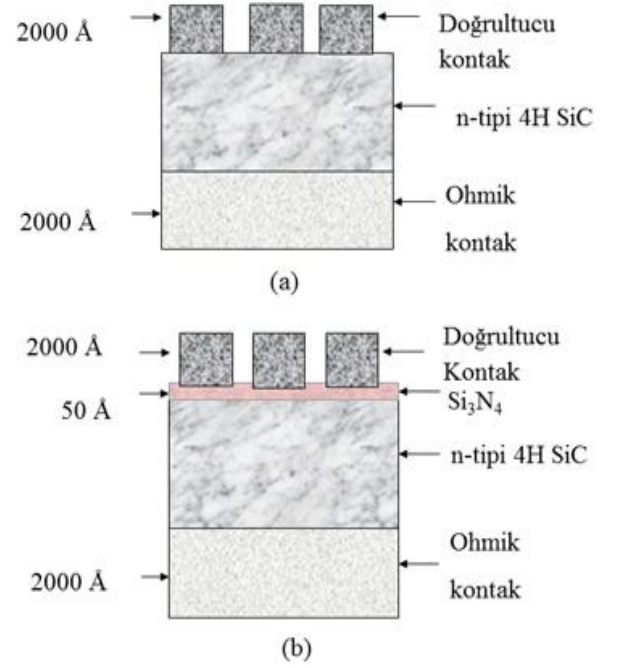 2000 Å
Doğrultucu
kontak
n-tipi 4H SiC
Ohmik
2000 Å
kontak
(a)
2000 Å
Doğrultucu
Kontak
Si₃N₄
50 Å
n-tipi 4H SiC
Ohmik
2000 Å
kontak
(b)